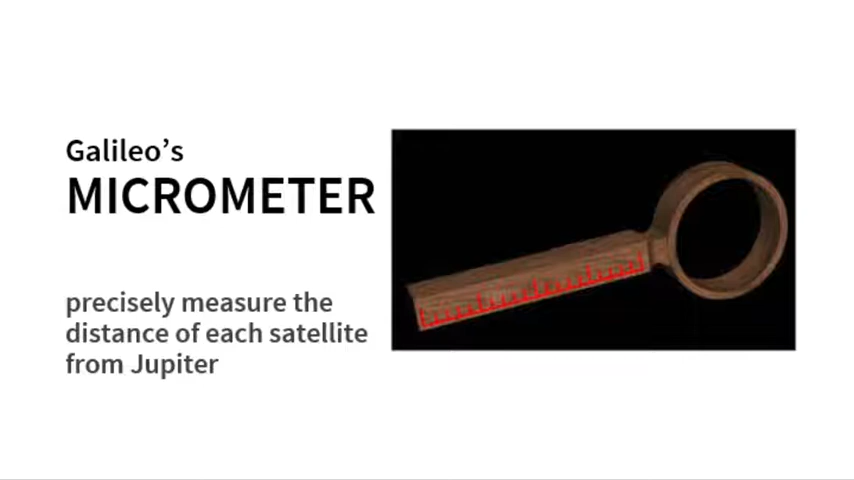 Galileo’s
MICROMETER
precisely measure the
distance of each satellite
from Jupiter